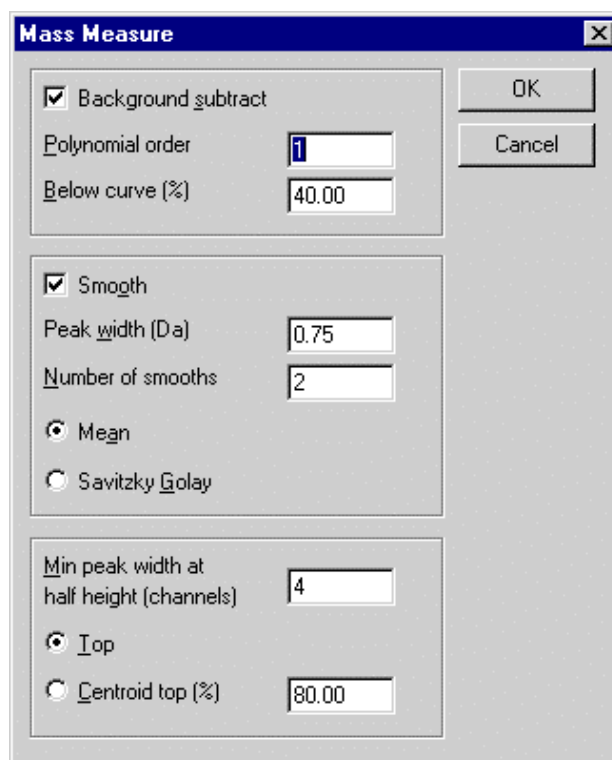 Mass Measure
Background subtract
OK
Polynomial order
1
Cancel
Below curve (%)
40.00
Smooth
Peak width (Da)
0.75
Number of smooths
2
Mean
Savitzky Golay
Min peak width at
half height (channels)
4
Top
Centroid top (%)
80.00